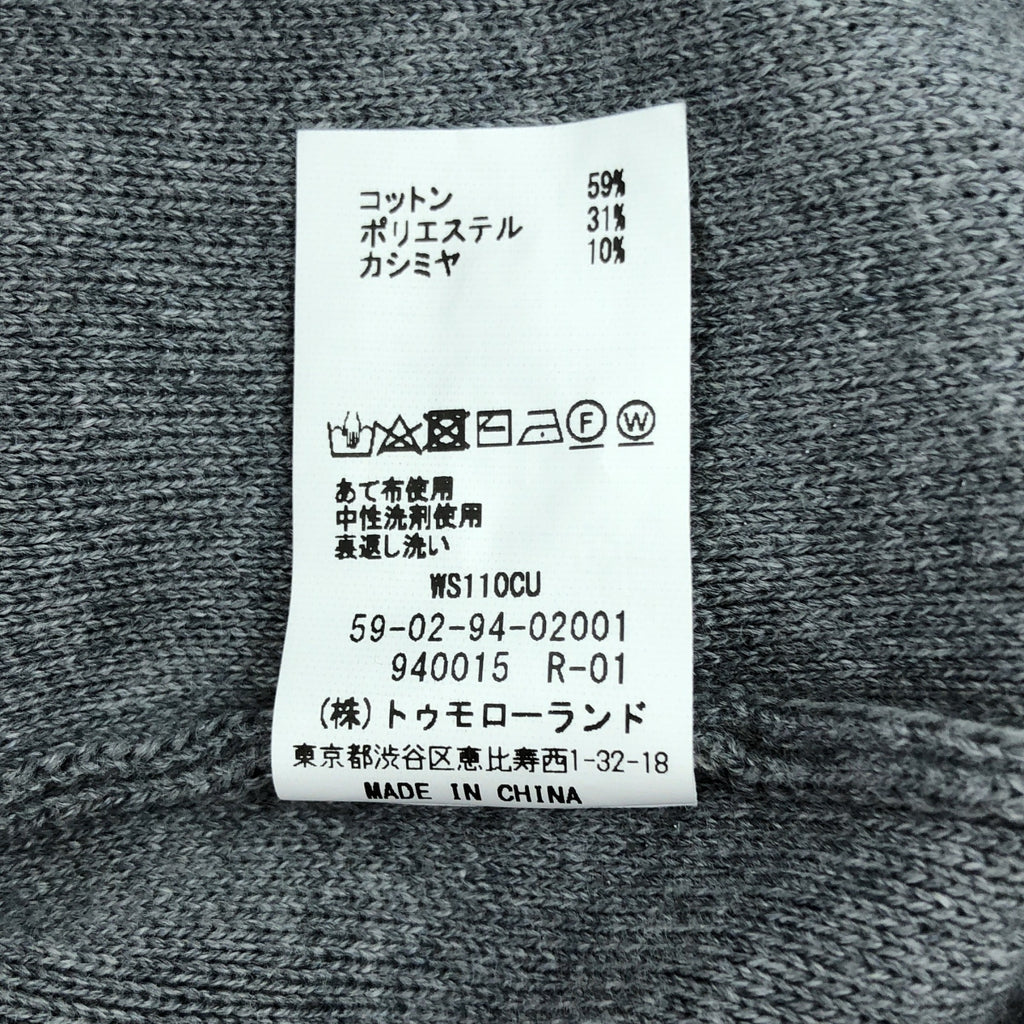 コットン 59%
ポリエステル 31%
カシミヤ 10%
F W
あて布使用
中性洗剤使用
裏返し洗い
WS110CU
59-02-94-02001
940015 R-01
(株)トゥモローランド
東京都渋谷区恵比寿西1-32-18
MADE IN CHINA